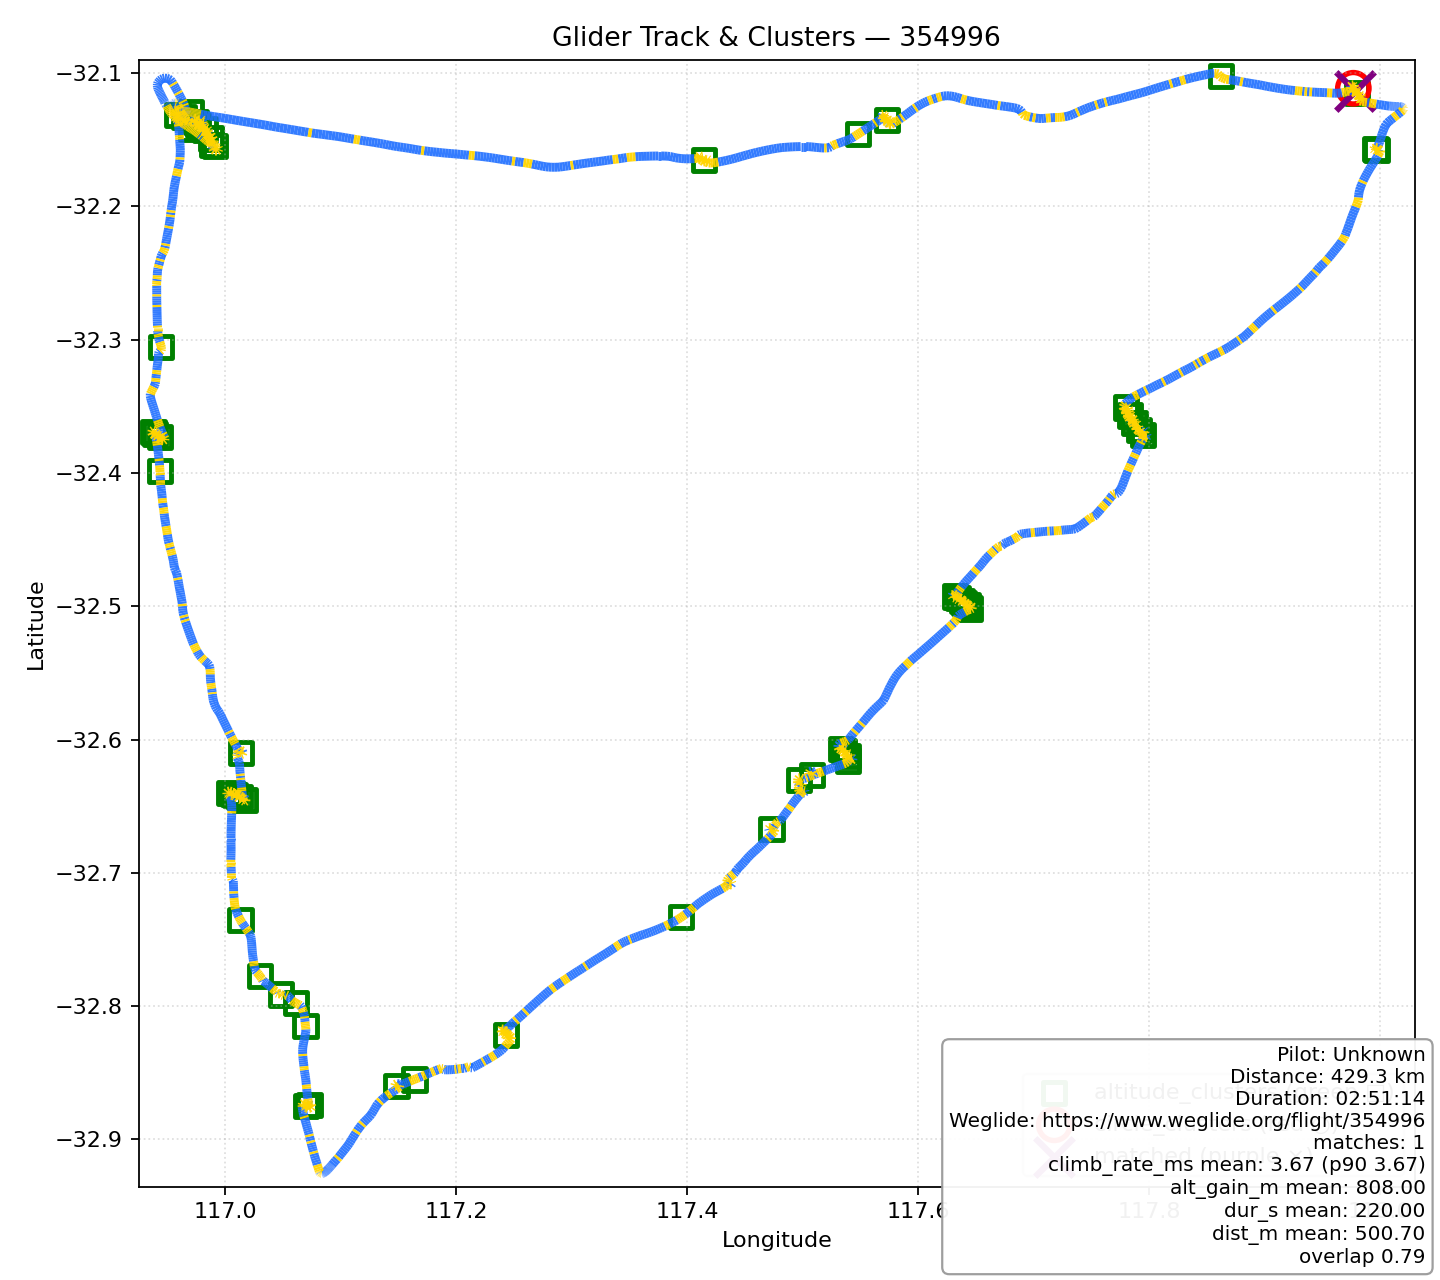 Glider Track & Clusters — 354996
−32.1
−32.2
−32.3
−32.4
−32.5
−32.6
−32.7
−32.8
−32.9
Latitude
117.0
117.2
117.4
117.6
117.8
Longitude
Pilot: Unknown
Distance: 429.3 km
Duration: 02:51:14
Weglide: https://www.weglide.org/flight/354996
matches: 1
climb_rate_ms mean: 3.67 (p90 3.67)
alt_gain_m mean: 808.00
dur_s mean: 220.00
dist_m mean: 500.70
overlap 0.79